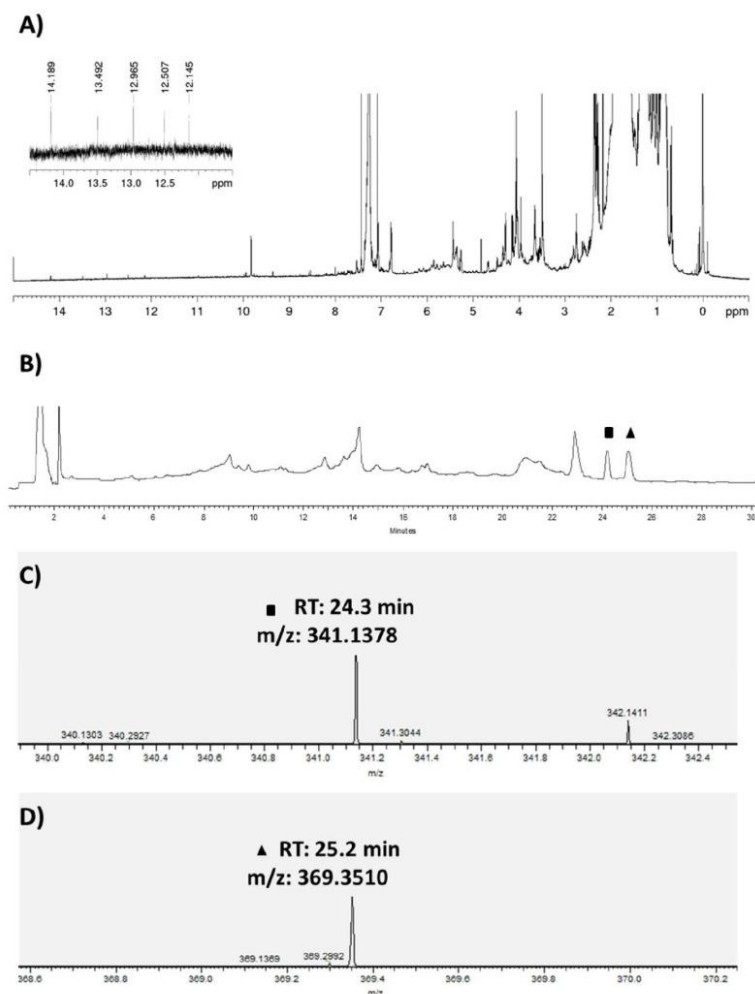 A)
14.189
13.492
12.965
12.507
12.145
14.0 13.5 13.0 12.5 ppm
14 13 12 11 10 9 8 7 6 5 4 3 2 1 0 ppm
B)
■ ▲
2 4 6 8 10 12 14 16 18 20 22 24 26 28 30
Minutes
C)
■ RT: 24.3 min
m/z: 341.1378
340.1303 340.2927 341.3044 342.1411 342.3086
340.0 340.2 340.4 340.6 340.8 341.0 341.2 341.4 341.6 341.8 342.0 342.2 342.4
m/z
D)
▲ RT: 25.2 min
m/z: 369.3510
369.1369 369.2992
368.6 368.8 369.0 369.2 369.4 369.6 369.8 370.0 370.2
m/z